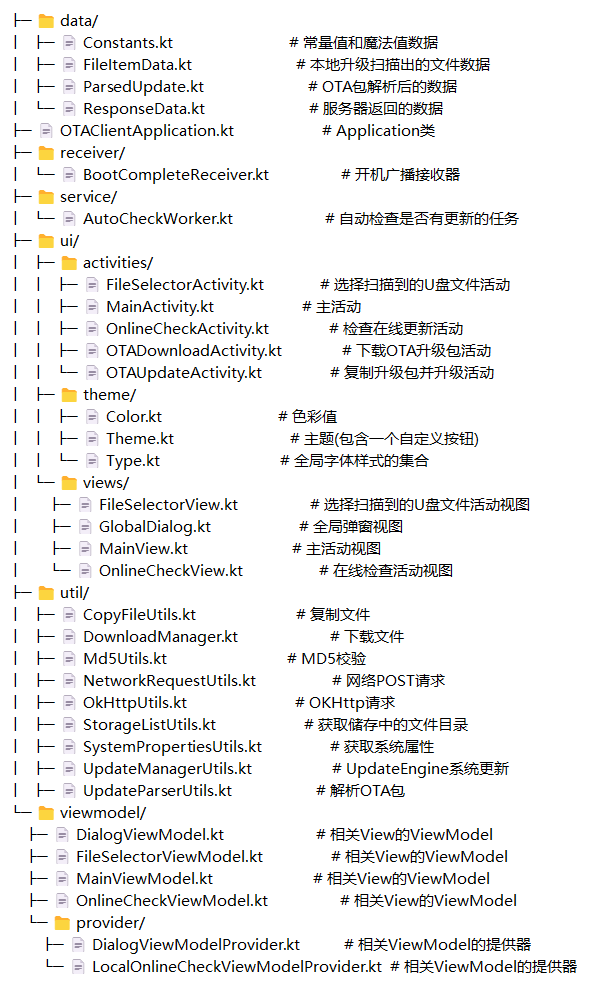 ├─ data/
│ ├─ Constants.kt # 常量值和魔法值数据
│ ├─ FileItemData.kt # 本地升级扫描出的文件数据
│ ├─ ParsedUpdate.kt # OTA包解析后的数据
│ └─ ResponseData.kt # 服务器返回的数据
├─ OTAClientApplication.kt # Application类
├─ receiver/
│ └─ BootCompleteReceiver.kt # 开机广播接收器
├─ service/
│ └─ AutoCheckWorker.kt # 自动检查是否有更新的任务
├─ ui/
│ ├─ activities/
│ │ ├─ FileSelectorActivity.kt # 选择扫描到的U盘文件活动
│ │ ├─ MainActivity.kt # 主活动
│ │ ├─ OnlineCheckActivity.kt # 检查在线更新活动
│ │ ├─ OTADownloadActivity.kt # 下载OTA升级包活动
│ │ └─ OTAUpdateActivity.kt # 复制升级包并升级活动
│ ├─ theme/
│ │ ├─ Color.kt # 色彩值
│ │ ├─ Theme.kt # 主题(包含一个自定义按钮)
│ │ └─ Type.kt # 全局字体样式的集合
│ └─ views/
│ ├─ FileSelectorView.kt # 选择扫描到的U盘文件活动视图
│ ├─ GlobalDialog.kt # 全局弹窗视图
│ ├─ MainView.kt # 主活动视图
│ └─ OnlineCheckView.kt # 在线检查活动视图
├─ util/
│ ├─ CopyFileUtils.kt # 复制文件
│ ├─ DownloadManager.kt # 下载文件
│ ├─ Md5Utils.kt # MD5校验
│ ├─ NetworkRequestUtils.kt # 网络POST请求
│ ├─ OkHttpUtils.kt # OKHttp请求
│ ├─ StorageListUtils.kt # 获取储存中的文件目录
│ ├─ SystemPropertiesUtils.kt # 获取系统属性
│ ├─ UpdateManagerUtils.kt # UpdateEngine系统更新
│ ├─ UpdateParserUtils.kt # 解析OTA包
└─ viewmodel/
├─ DialogViewModel.kt # 相关View的ViewModel
├─ FileSelectorViewModel.kt # 相关View的ViewModel
├─ MainViewModel.kt # 相关View的ViewModel
├─ OnlineCheckViewModel.kt # 相关View的ViewModel
└─ provider/
├─ DialogViewModelProvider.kt # 相关ViewModel的提供器
└─ LocalOnlineCheckViewModelProvider.kt # 相关ViewModel的提供器